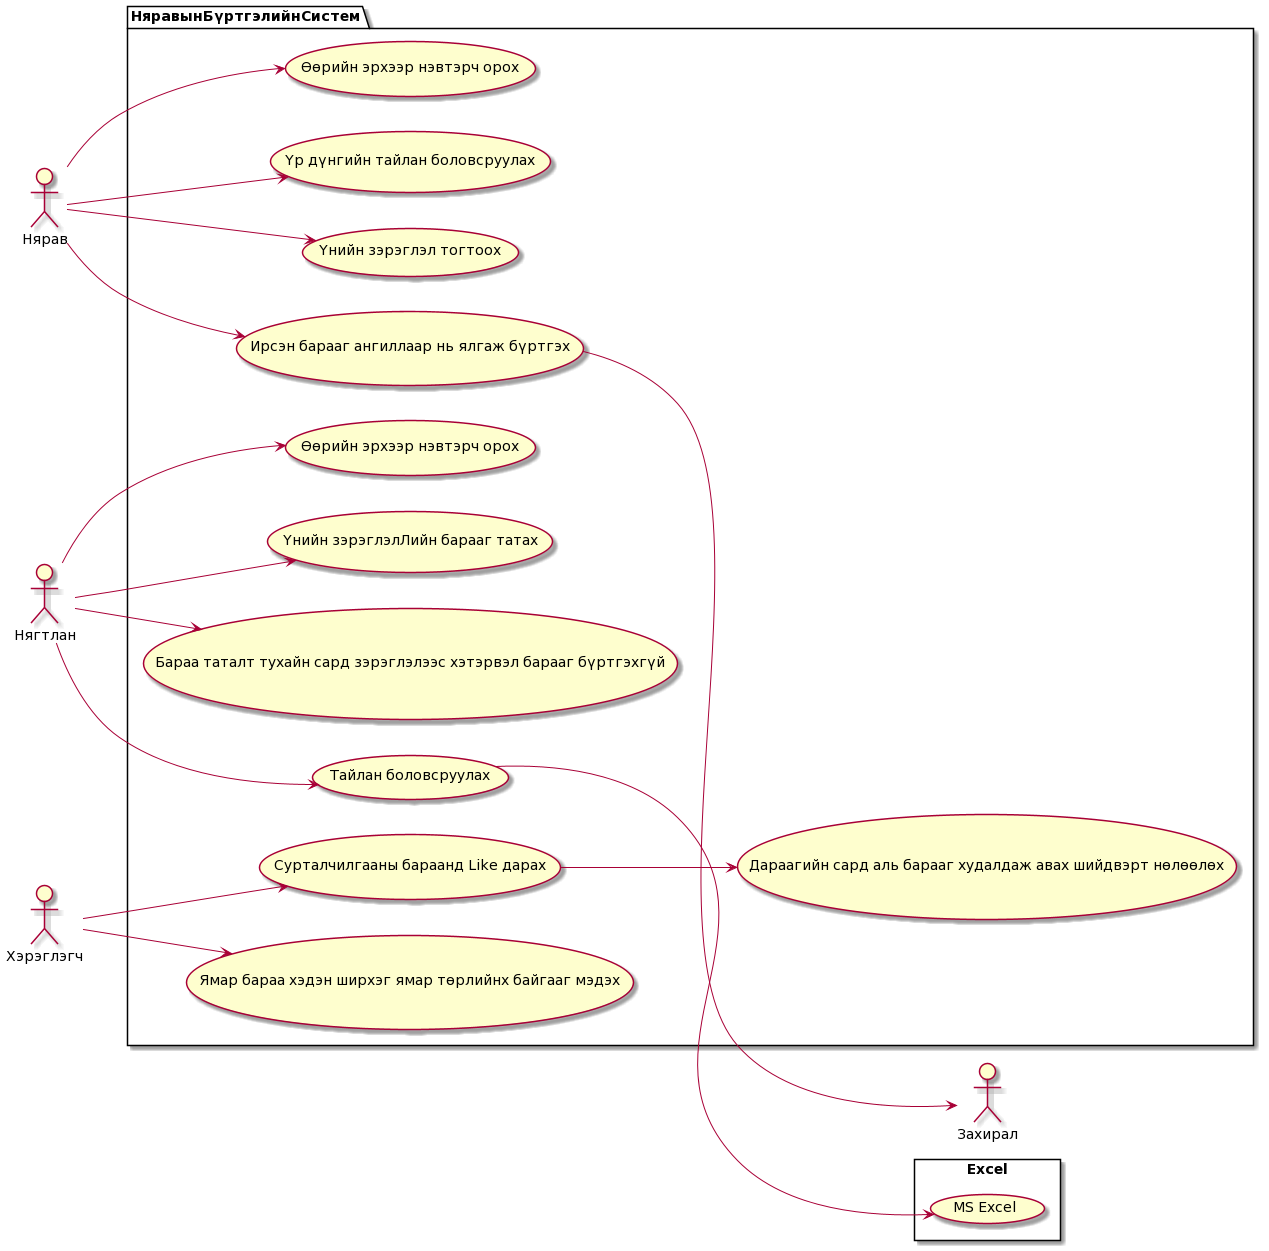 НяравынБүртгэлийнСистем
Өөрийн эрхээр нэвтэрч орох
Үр дүнгийн тайлан боловсруулах
Нярав
Үнийн зэрэглэл тогтоох
Ирсэн барааг ангиллаар нь ялгаж бүртгэх
Өөрийн эрхээр нэвтэрч орох
Үнийн зэрэглэлЛийн барааг татах
Нягтлан
Бараа таталт тухайн сард зэрэглэлээс хэтэрвэл барааг бүртгэхгүй
Тайлан боловсруулах
Сурталчилгааны бараанд Like дарах
Дараагийн сард аль барааг худалдаж авах шийдвэрт нөлөөлөх
Хэрэглэгч
Ямар бараа хэдэн ширхэг ямар төрлийнх байгааг мэдэх
Захирал
Excel
MS Excel